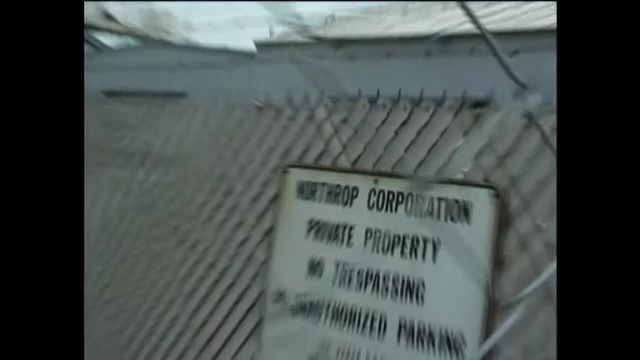 NORTHROP CORPORATION
PRIVATE PROPERTY
NO TRESPASSING
UNAUTHORIZED PARKING